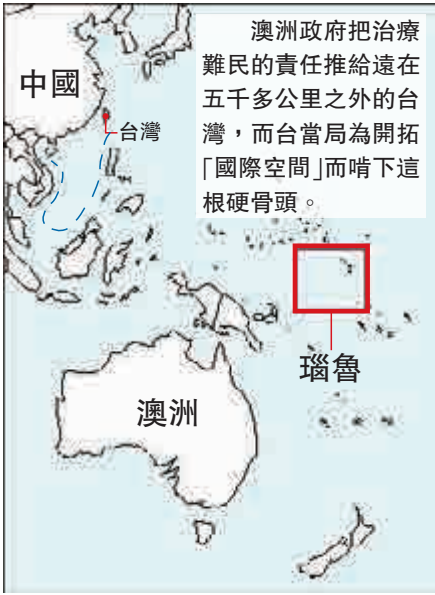 澳洲政府把治療
難民的責任推給遠在
五千多公里之外的台
灣，而台當局為開拓
「國際空間」而啃下這
根硬骨頭。
中國
台灣
瑙魯
澳洲